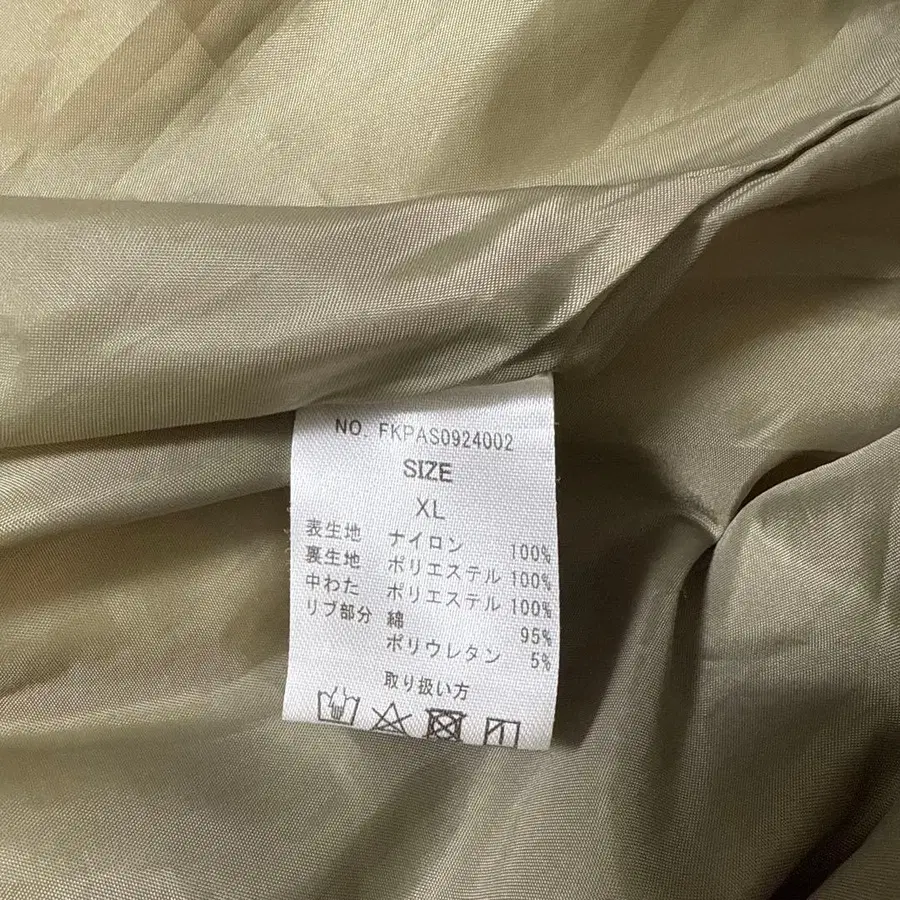 NO. FKPAS0924002
SIZE
XL
表生地 ナイロン 100%
裏生地 ポリエステル 100%
中わた ポリエステル 100%
リブ部分 綿 95%
ポリウレタン 5%
取り扱い方